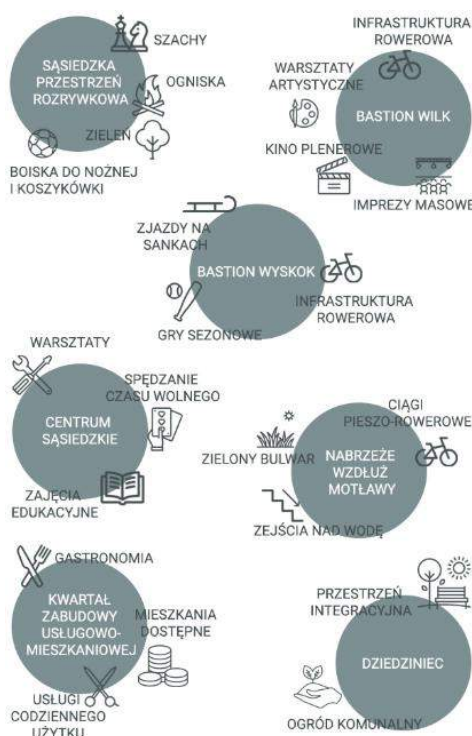 SZACHY
SĄSIEDZKA
PRZESTRZEŃ
ROZRYWKOWA
OGNISKA
ZIELEŃ
BOISKA DO NOŻNEJ
I KOSZYKÓWKI
INFRASTRUKTURA
ROWEROWA
WARSZTATY
ARTYSTYCZNE
BASTION WILK
KINO PLENEROWE
IMPREZY MASOWE
ZJAZDY NA
SANKACH
BASTION WYSKOK
INFRASTRUKTURA
ROWEROWA
GRY SEZONOWE
WARSZTATY
SPĘDZANIE
CZASU WOLNEGO
CENTRUM
SĄSIEDZKIE
ZAJĘCIA
EDUKACYJNE
CIĄGI
PIESZO-ROWEROWE
ZIELONY BULWAR
NABRZEŻE
WZDŁUŻ
MOTŁAWY
ZEJŚCIA NAD WODĘ
GASTRONOMIA
KWARTAŁ
ZABUDOWY
USŁUGOWO-
MIESZKANIOWEJ
MIESZKANIA
DOSTĘPNE
USŁUGI
CODZIENNEGO
UŻYTKU
PRZESTRZEŃ
INTEGRACYJNA
DZIEDZINIEC
OGRÓD KOMUNALNY